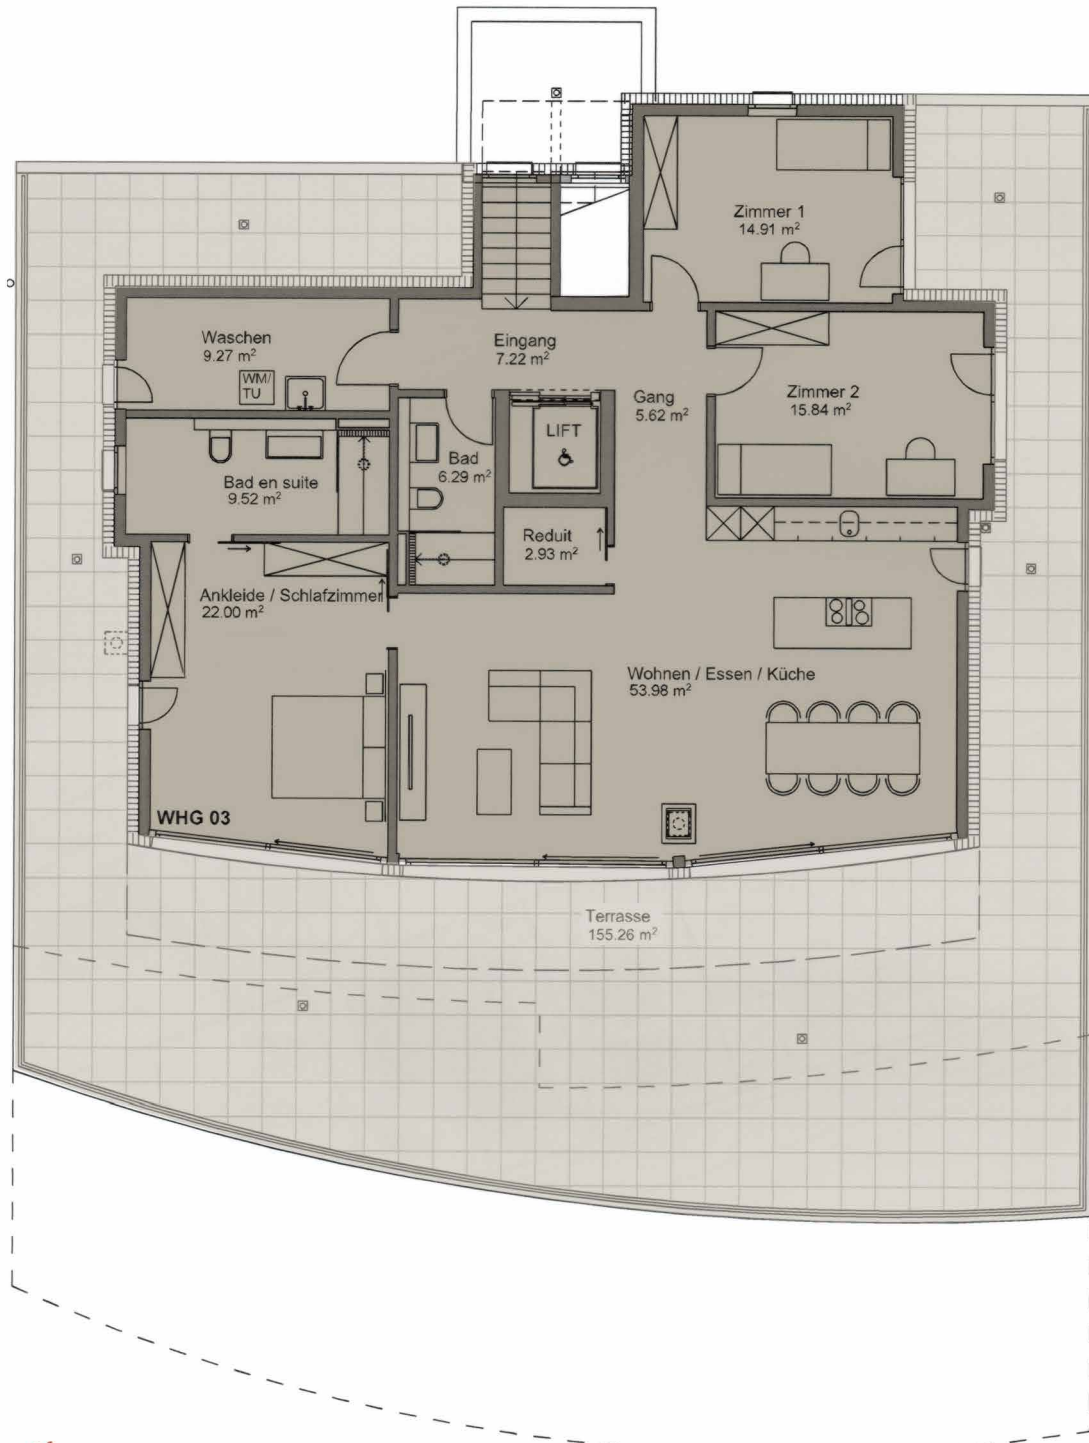 Zimmer 1
14.91 m²
Waschen
9.27 m²
WM/
TU
Eingang
7.22 m²
Gang
5.62 m²
Zimmer 2
15.84 m²
LIFT
Bad
6.29 m²
Bad en suite
9.52 m²
Reduit
2.93 m²
Ankleide / Schlafzimmer
22.00 m²
Wohnen / Essen / Küche
53.98 m²
WHG 03
Terrasse
155.26 m²